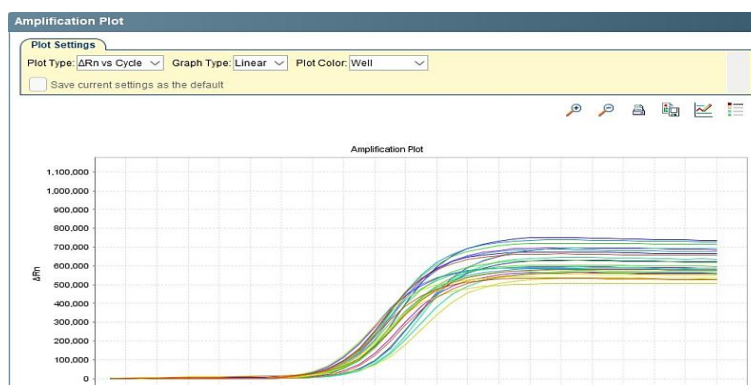 Amplification Plot
Plot Settings
Plot Type: ΔRn vs Cycle Graph Type: Linear Plot Color: Well
Save current settings as the default
Amplification Plot
1,100,000
1,000,000
900,000
800,000
700,000
600,000
500,000
400,000
300,000
200,000
100,000
0
ΔRn